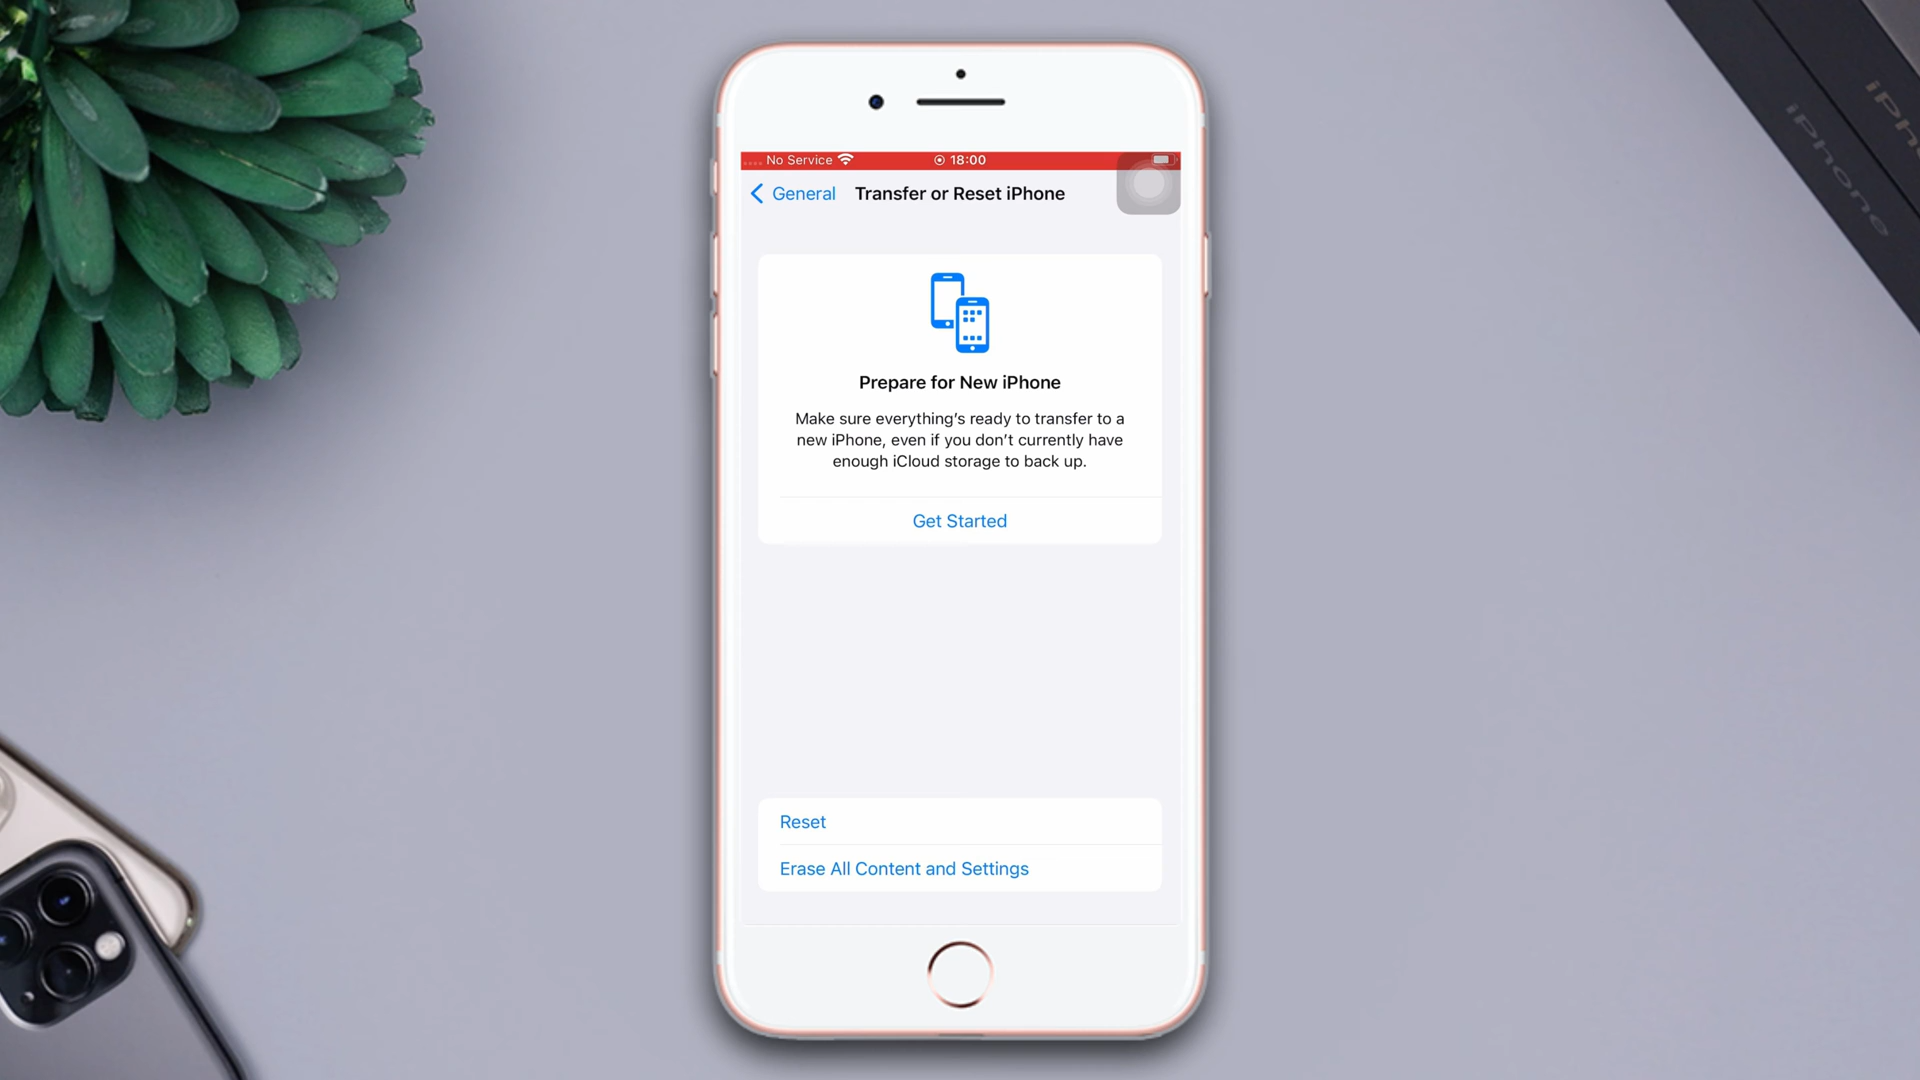 No Service
18:00
General
Transfer or Reset iPhone
Prepare for New iPhone
Make sure everything's ready to transfer to a
new iPhone, even if you don't currently have
enough iCloud storage to back up.
Get Started
Reset
Erase All Content and Settings
iPhone
iPho